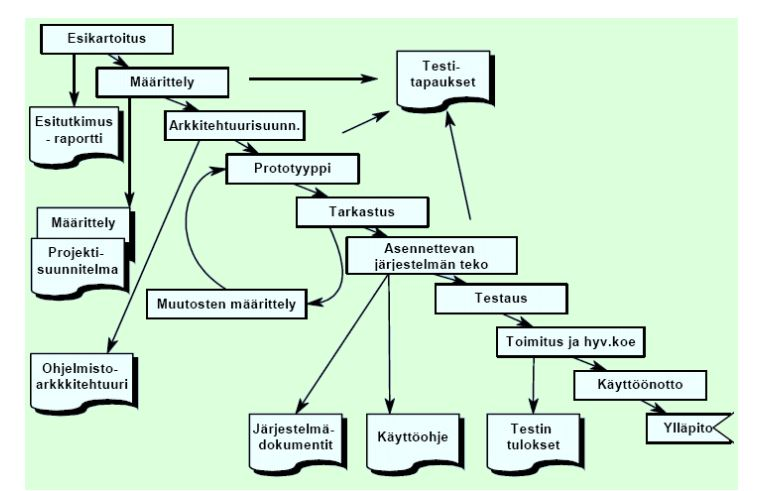 Esikartoitus
Määrittely
Testi-
tapaukset
Esitutkimus
- raportti
Arkkitehtuurisuunn.
Prototyyppi
Tarkastus
Määrittely
Projekti-
suunnitelma
Asennettevan
järjestelmän teko
Muutosten määrittely
Testaus
Toimitus ja hyv.koe
Ohjelmisto-
arkkkitehtuuri
Käyttöönotto
Ylläpito
Järjestelmä-
dokumentit
Käyttöohje
Testin
tulokset